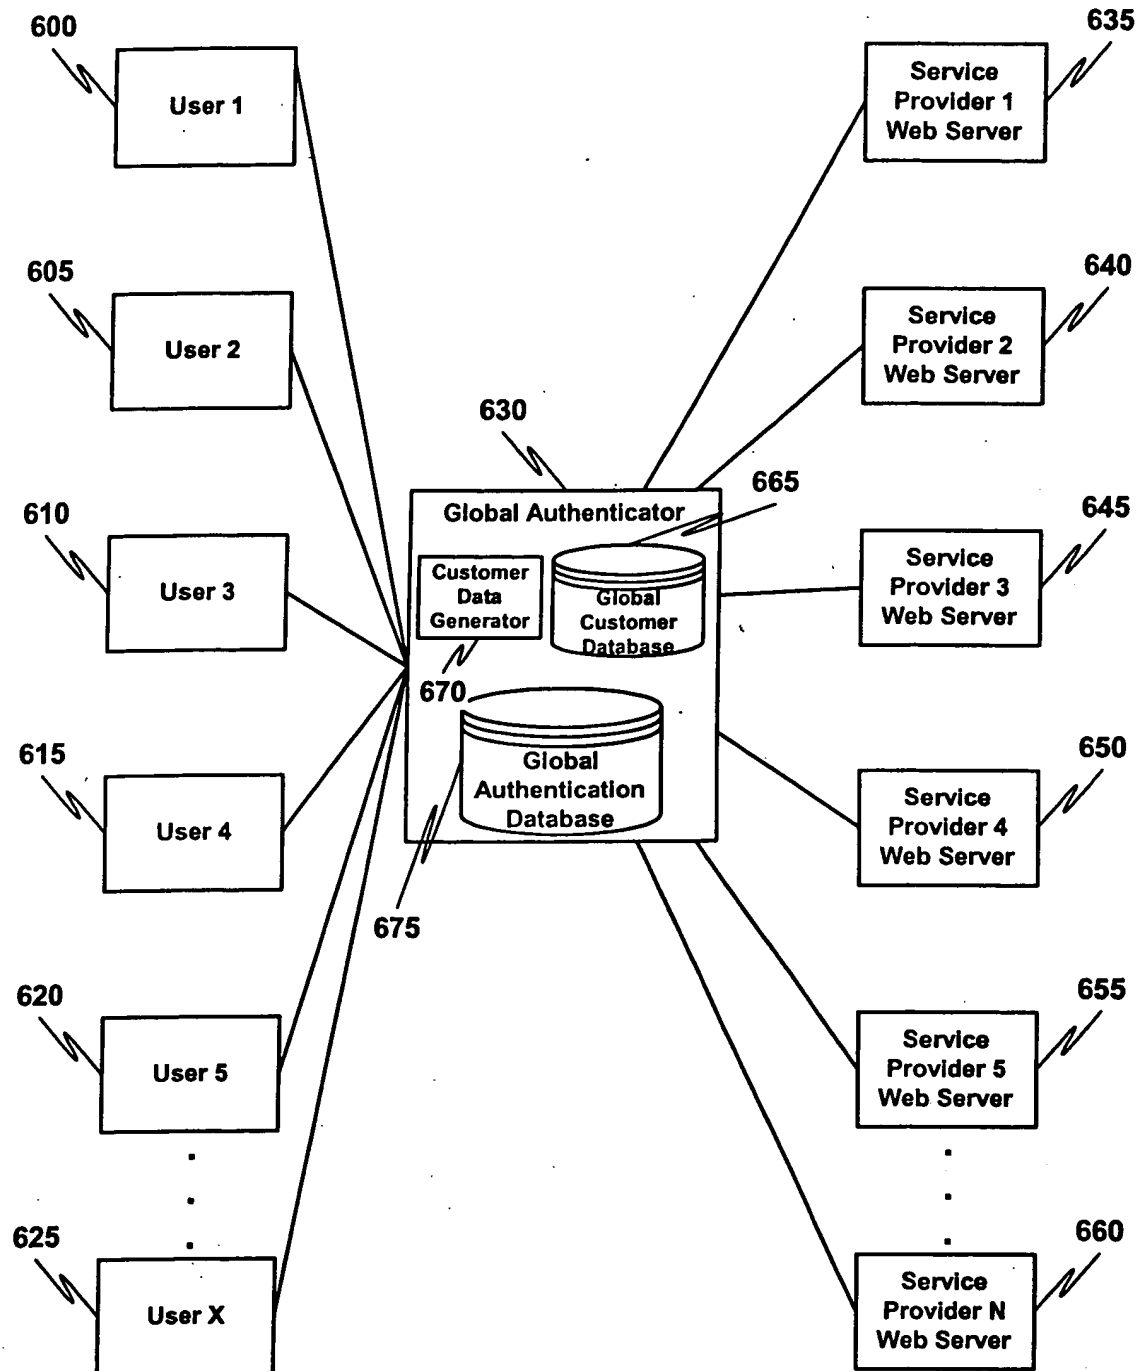 600
User 1
605
User 2
610
User 3
615
User 4
620
User 5
625
User X
630
Global Authenticator
665
Customer
Data
Generator
670
Global
Customer
Database
Global
Authentication
Database
675
635
Service
Provider 1
Web Server
640
Service
Provider 2
Web Server
645
Service
Provider 3
Web Server
650
Service
Provider 4
Web Server
655
Service
Provider 5
Web Server
660
Service
Provider N
Web Server